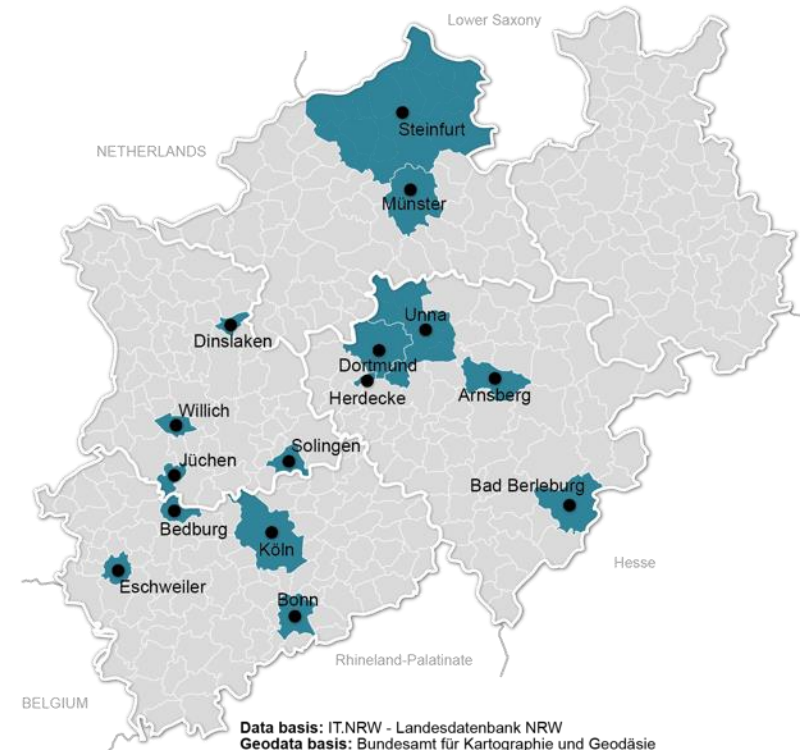 Lower Saxony
Steinfurt
NETHERLANDS
Münster
Unna
Dinslaken
Dortmund
Herdecke
Arnsberg
Willich
Solingen
Jüchen
Bad Berleburg
Bedburg
Köln
Hesse
Eschweiler
Bonn
Rhineland-Palatinate
BELGIUM
Data basis: IT.NRW - Landesdatenbank NRW
Geodata basis: Bundesamt für Kartographie und Geodäsie